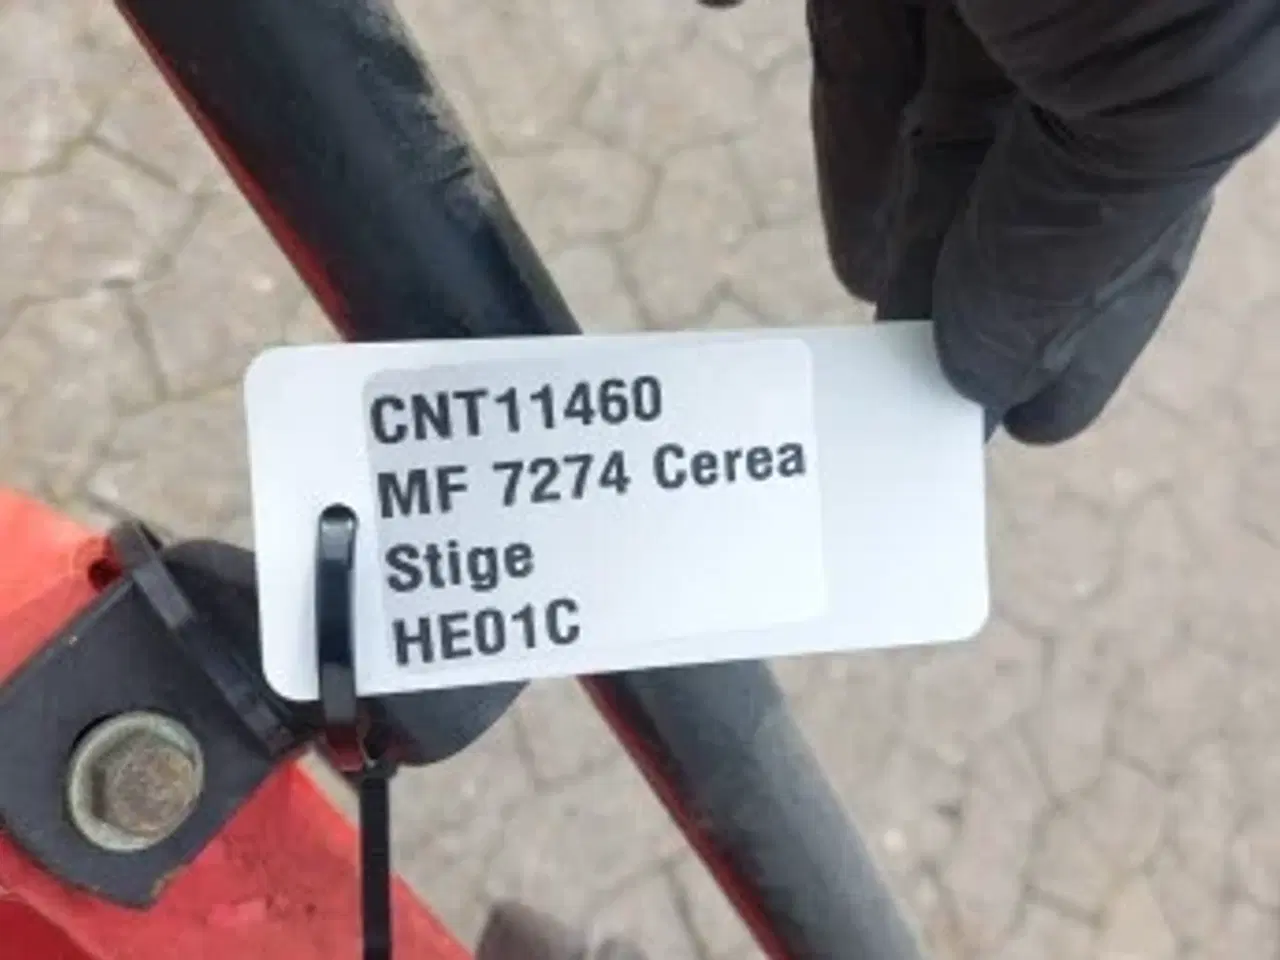 CNT11460
MF 7274 Cerea
Stige
HE01C